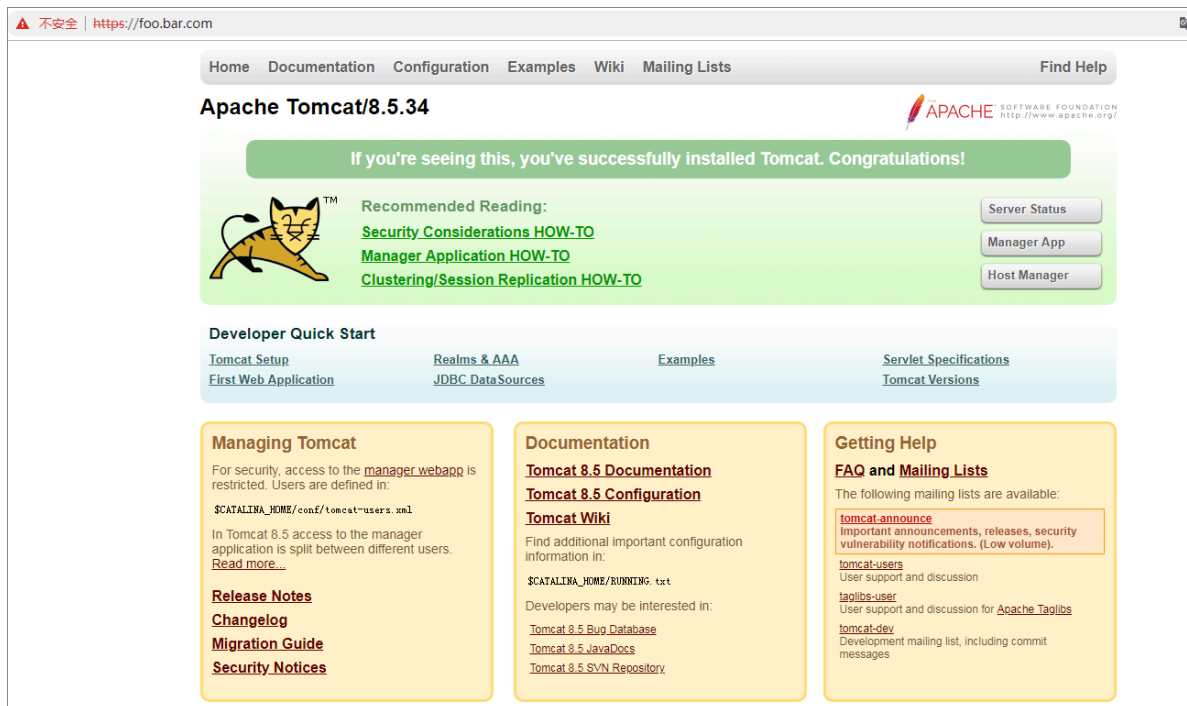 不安全 | https://foo.bar.com
Home Documentation Configuration Examples Wiki Mailing Lists Find Help
Apache Tomcat/8.5.34
THE
APACHE SOFTWARE FOUNDATION
http://www.apache.org/
If you're seeing this, you've successfully installed Tomcat. Congratulations!
TM
Recommended Reading:
Security Considerations HOW-TO
Manager Application HOW-TO
Clustering/Session Replication HOW-TO
Server Status
Manager App
Host Manager
Developer Quick Start
Tomcat Setup
First Web Application
Realms & AAA
JDBC DataSources
Examples
Servlet Specifications
Tomcat Versions
Managing Tomcat
For security, access to the manager webapp is
restricted. Users are defined in:
$CATALINA_HOME/conf/tomcat-users.xml
In Tomcat 8.5 access to the manager
application is split between different users.
Read more...
Release Notes
Changelog
Migration Guide
Security Notices
Documentation
Tomcat 8.5 Documentation
Tomcat 8.5 Configuration
Tomcat Wiki
Find additional important configuration
information in:
$CATALINA_HOME/RUNNING.txt
Developers may be interested in:
Tomcat 8.5 Bug Database
Tomcat 8.5 JavaDocs
Tomcat 8.5 SVN Repository
Getting Help
FAQ and Mailing Lists
The following mailing lists are available:
tomcat-announce
Important announcements, releases, security
vulnerability notifications. (Low volume).
tomcat-users
User support and discussion
taglibs-user
User support and discussion for Apache Taglibs
tomcat-dev
Development mailing list, including commit
messages